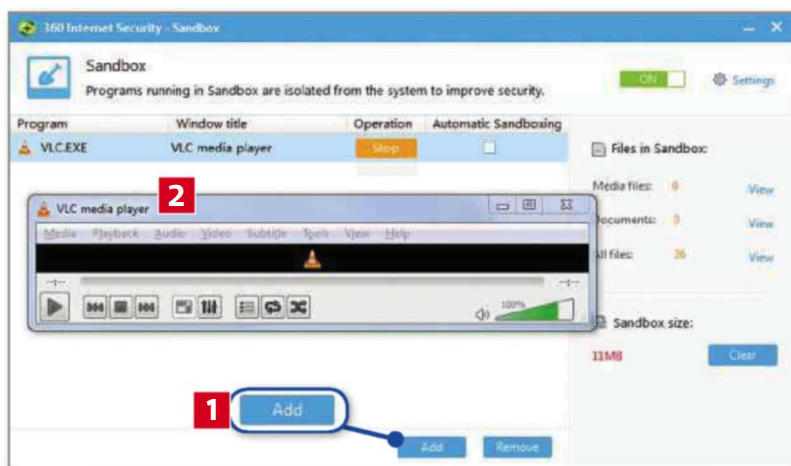 360 Internet Security - Sandbox
Sandbox
Programs running in Sandbox are isolated from the system to improve security.
ON
Settings
Program Window title Operation Automatic Sandboxing
VLC.EXE VLC media player Stop
Files in Sandbox:
Media files: 0 View
Documents: 0 View
All files: 26 View
VLC media player
2
Media Playback Audio Video Subtitle Tools View Help
--:-- --:--
100%
Sandbox size:
11MB Clear
1 Add
Add Remove